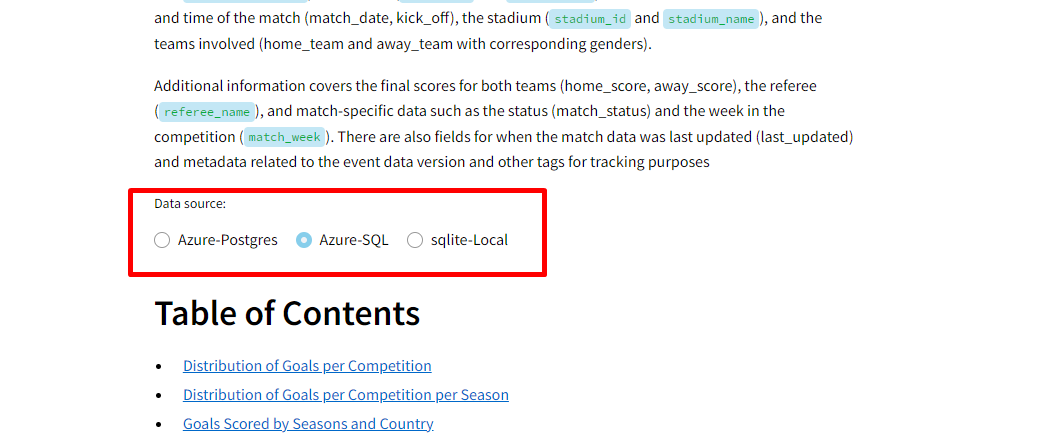 and time of the match (match_date, kick_off), the stadium ( stadium_id and stadium_name ), and the
teams involved (home_team and away_team with corresponding genders).
Additional information covers the final scores for both teams (home_score, away_score), the referee
( referee_name ), and match-specific data such as the status (match_status) and the week in the
competition ( match_week ). There are also fields for when the match data was last updated (last_updated)
and metadata related to the event data version and other tags for tracking purposes
Data source:
Azure-Postgres Azure-SQL sqlite-Local
Table of Contents
Distribution of Goals per Competition
Distribution of Goals per Competition per Season
Goals Scored by Seasons and Country